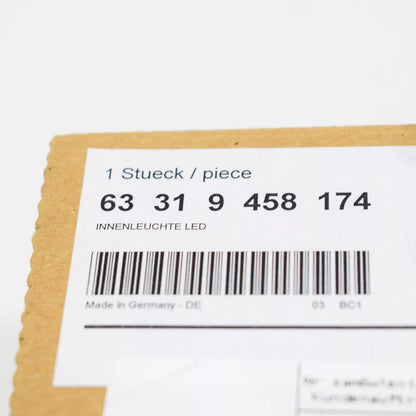 1 Stueck / piece
63 31 9 458 174
INNENLEUCHTE LED
Made in Germany - DE 03 BC1